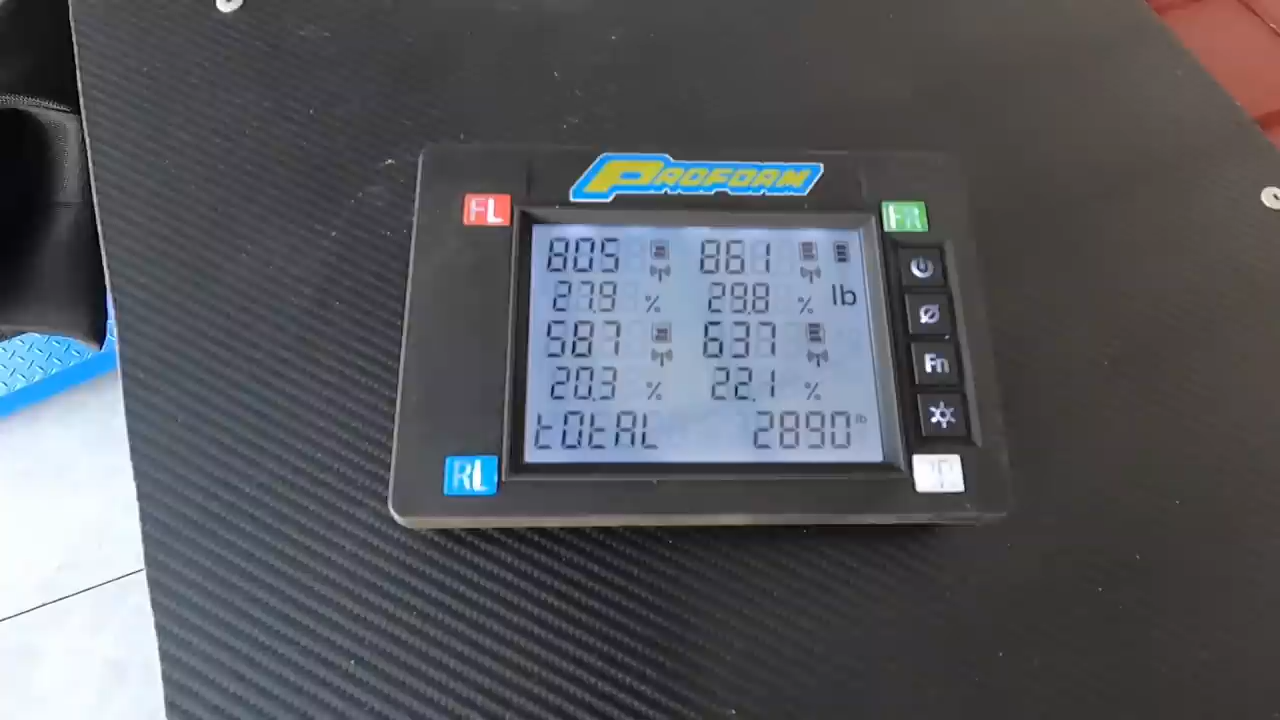 PROFORM
FL
FR
805 861
27.9 % 29.8 % lb
587 637
20.3 % 22.1 %
tOtAL 2890 lb
Fn
RL
RR